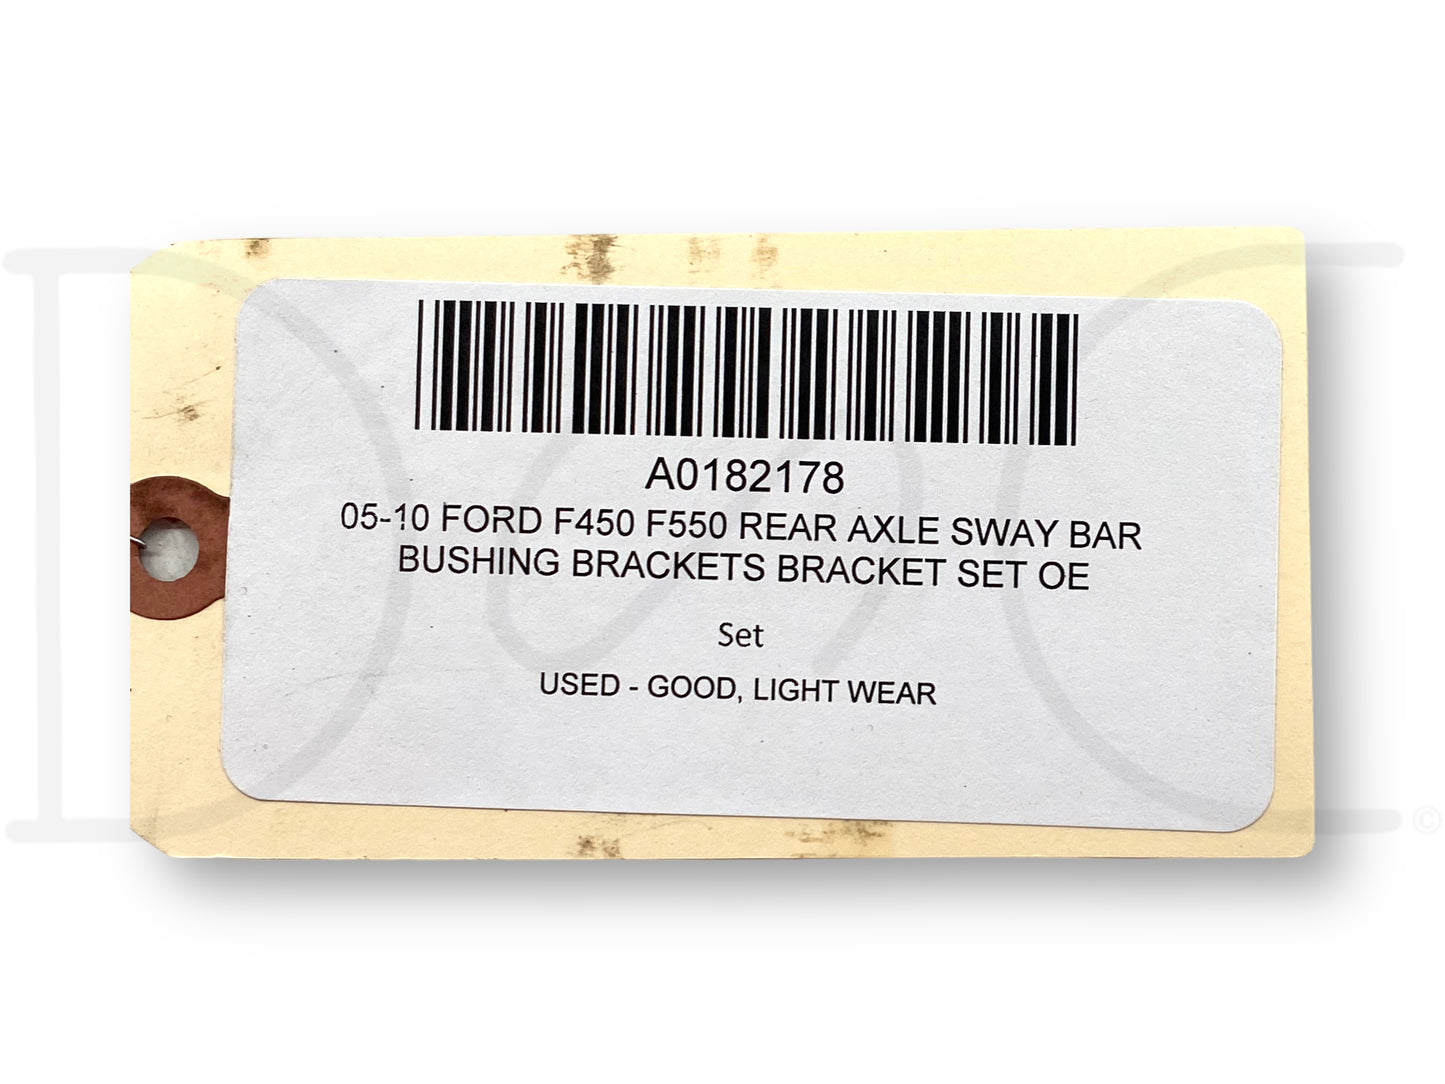 A0182178
05-10 FORD F450 F550 REAR AXLE SWAY BAR
BUSHING BRACKETS BRACKET SET OE
Set
USED - GOOD, LIGHT WEAR
©